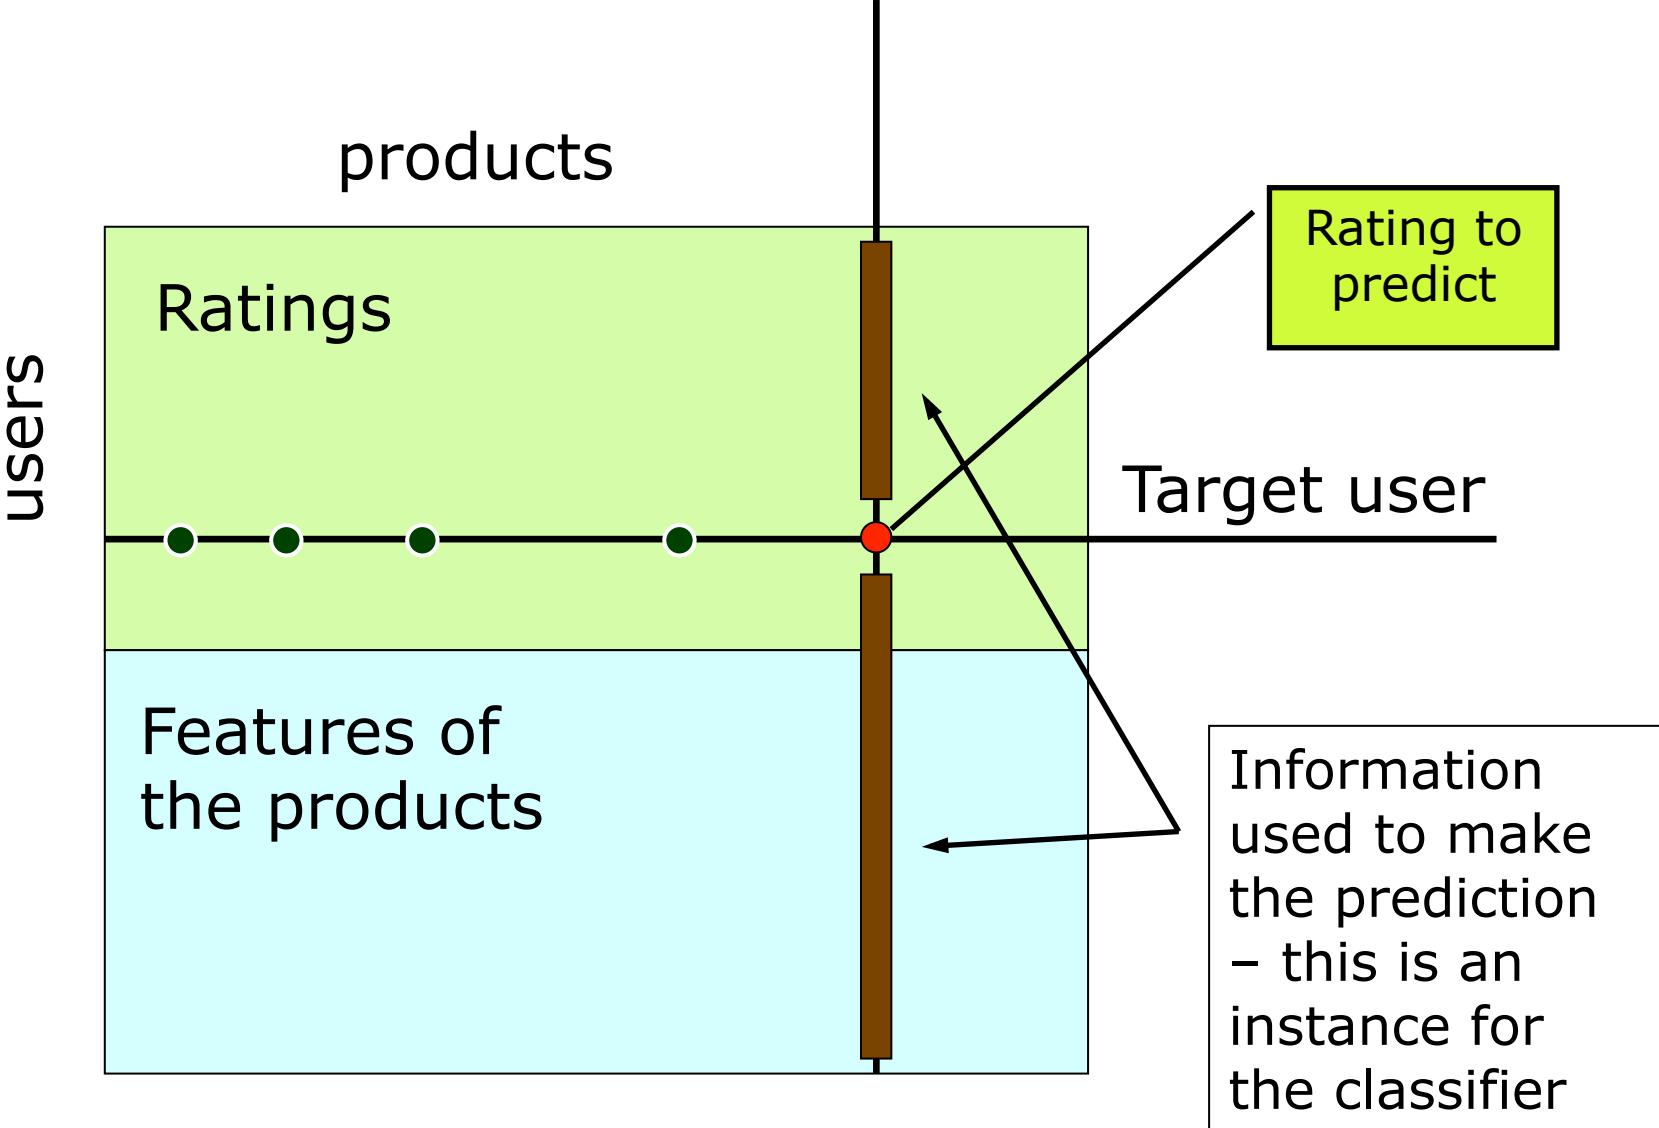 products
Rating to
predict
Ratings
users
Target user
Features of
the products
Information
used to make
the prediction
– this is an
instance for
the classifier